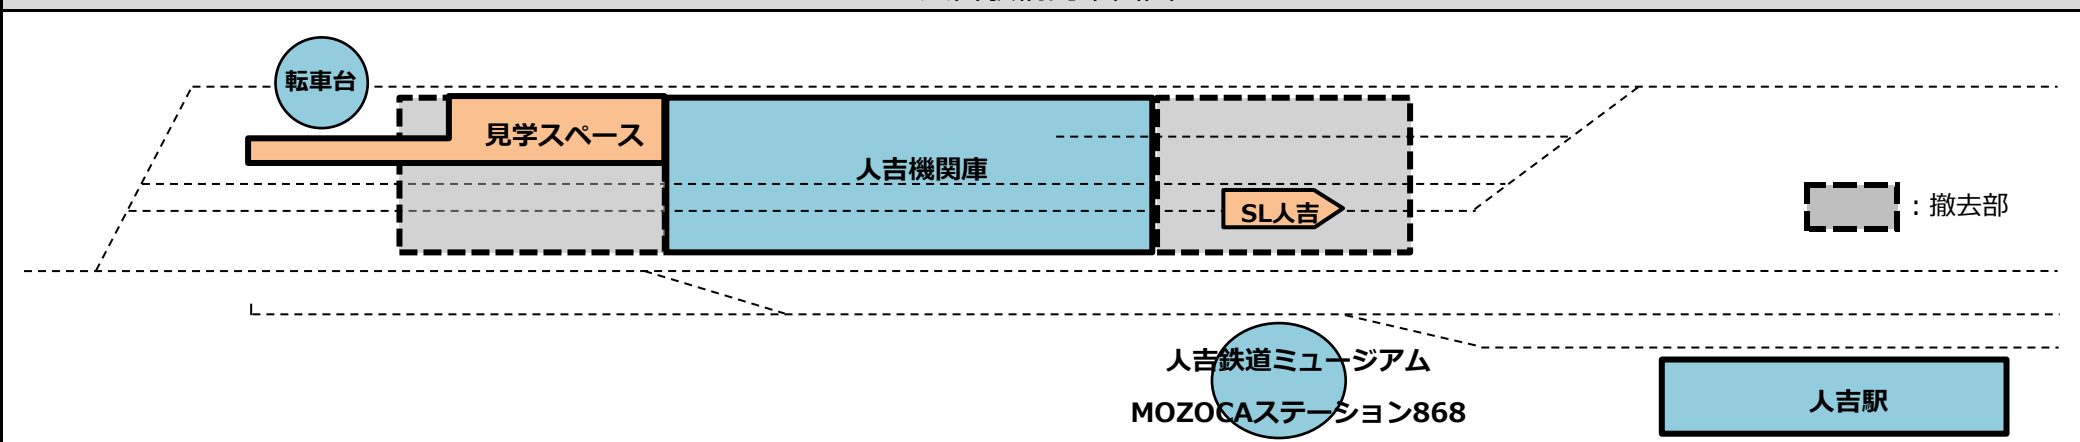 転車台
見学スペース
人吉機関庫
SL人吉
：撤去部
人吉鉄道ミュージアム
MOZOCAステーション868
人吉駅